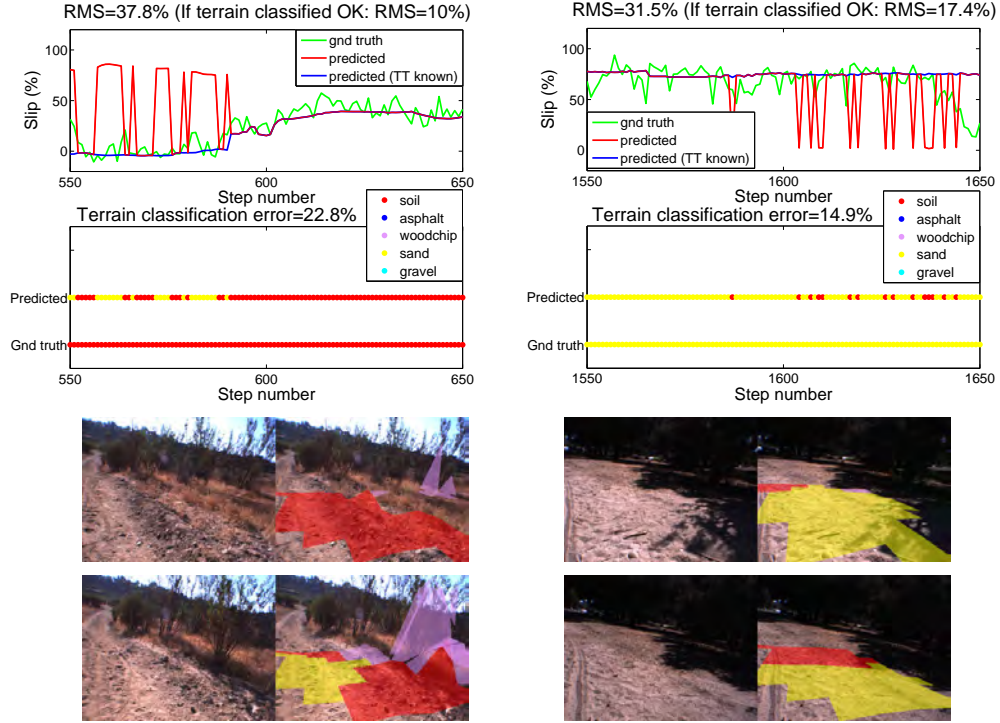 RMS=37.8% (If terrain classified OK: RMS=10%)
gnd truth
predicted
predicted (TT known)
100
50
0
Slip (%)
550
600
650
Step number
Terrain classification error=22.8%
soil
asphalt
woodchip
sand
gravel
Predicted
Gnd truth
550
600
650
Step number
RMS=31.5% (If terrain classified OK: RMS=17.4%)
100
50
0
Slip (%)
gnd truth
predicted
predicted (TT known)
1550
1600
1650
Step number
Terrain classification error=14.9%
soil
asphalt
woodchip
sand
gravel
Predicted
Gnd truth
1550
1600
1650
Step number